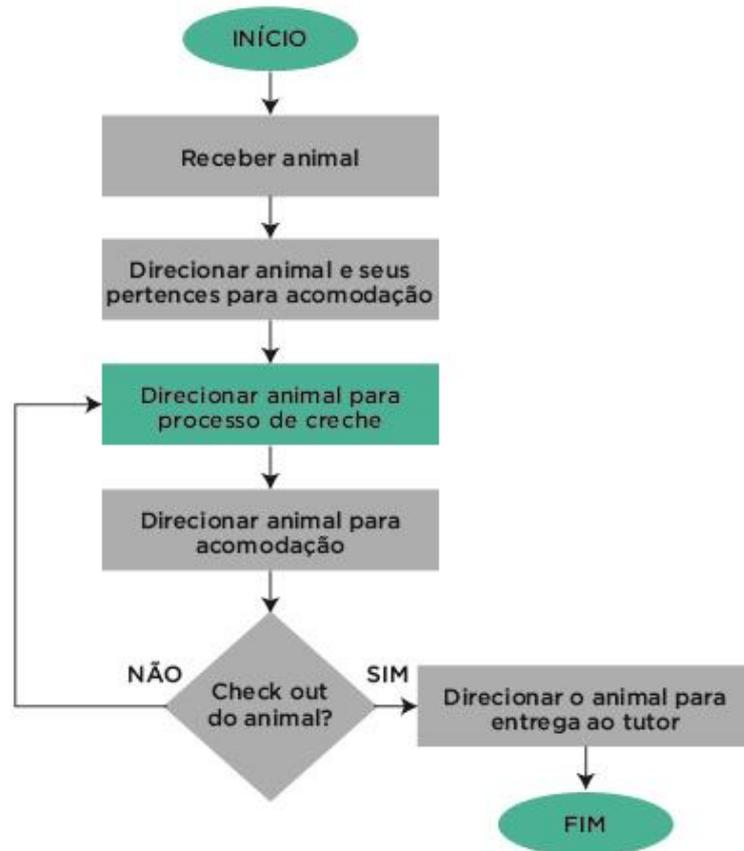 INÍCIO
Receber animal
Direcionar animal e seus
pertences para acomodação
Direcionar animal para
processo de creche
Direcionar animal para
acomodação
NÃO
Check out
do animal?
SIM
Direcionar o animal para
entrega ao tutor
FIM